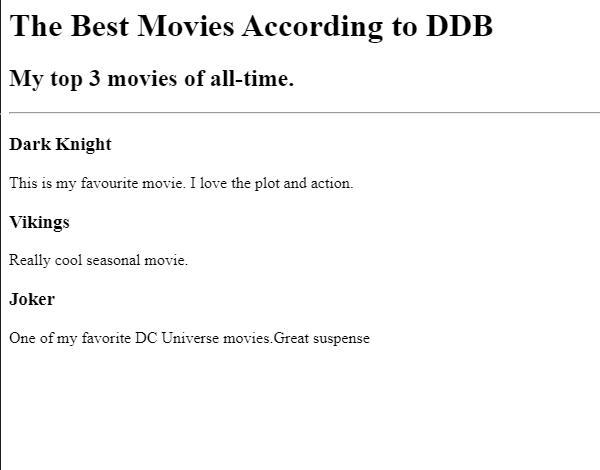 The Best Movies According to DDB
My top 3 movies of all-time.
Dark Knight
This is my favourite movie. I love the plot and action.
Vikings
Really cool seasonal movie.
Joker
One of my favorite DC Universe movies.Great suspense